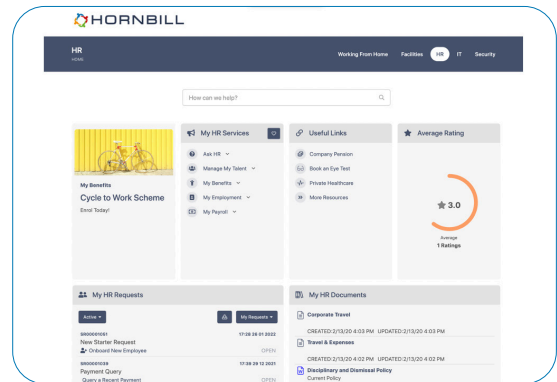 HORNBILL
HR
HOME
Working From Home
Facilities
HR
IT
Security
How can we help?
My Benefits
Cycle to Work Scheme
Enrol Today!
My HR Services
Ask HR
Manage My Talent
My Benefits
My Employment
My Payroll
Useful Links
Company Pension
Book an Eye Test
Private Healthcare
More Resources
Average Rating
3.0
Average
1 Ratings
My HR Requests
Active
My Requests
SR00001051
17:28 28 01 2022
New Starter Request
Onboard New Employee
OPEN
SR00001039
17:38 29 12 2021
Payment Query
Query a Recent Payment
OPEN
My HR Documents
Corporate Travel
CREATED:2/13/20 4:03 PM UPDATED:2/13/20 4:03 PM
Travel & Expenses
CREATED:2/13/20 4:02 PM UPDATED:2/13/20 4:02 PM
Disciplinary and Dismissal Policy
Current Policy